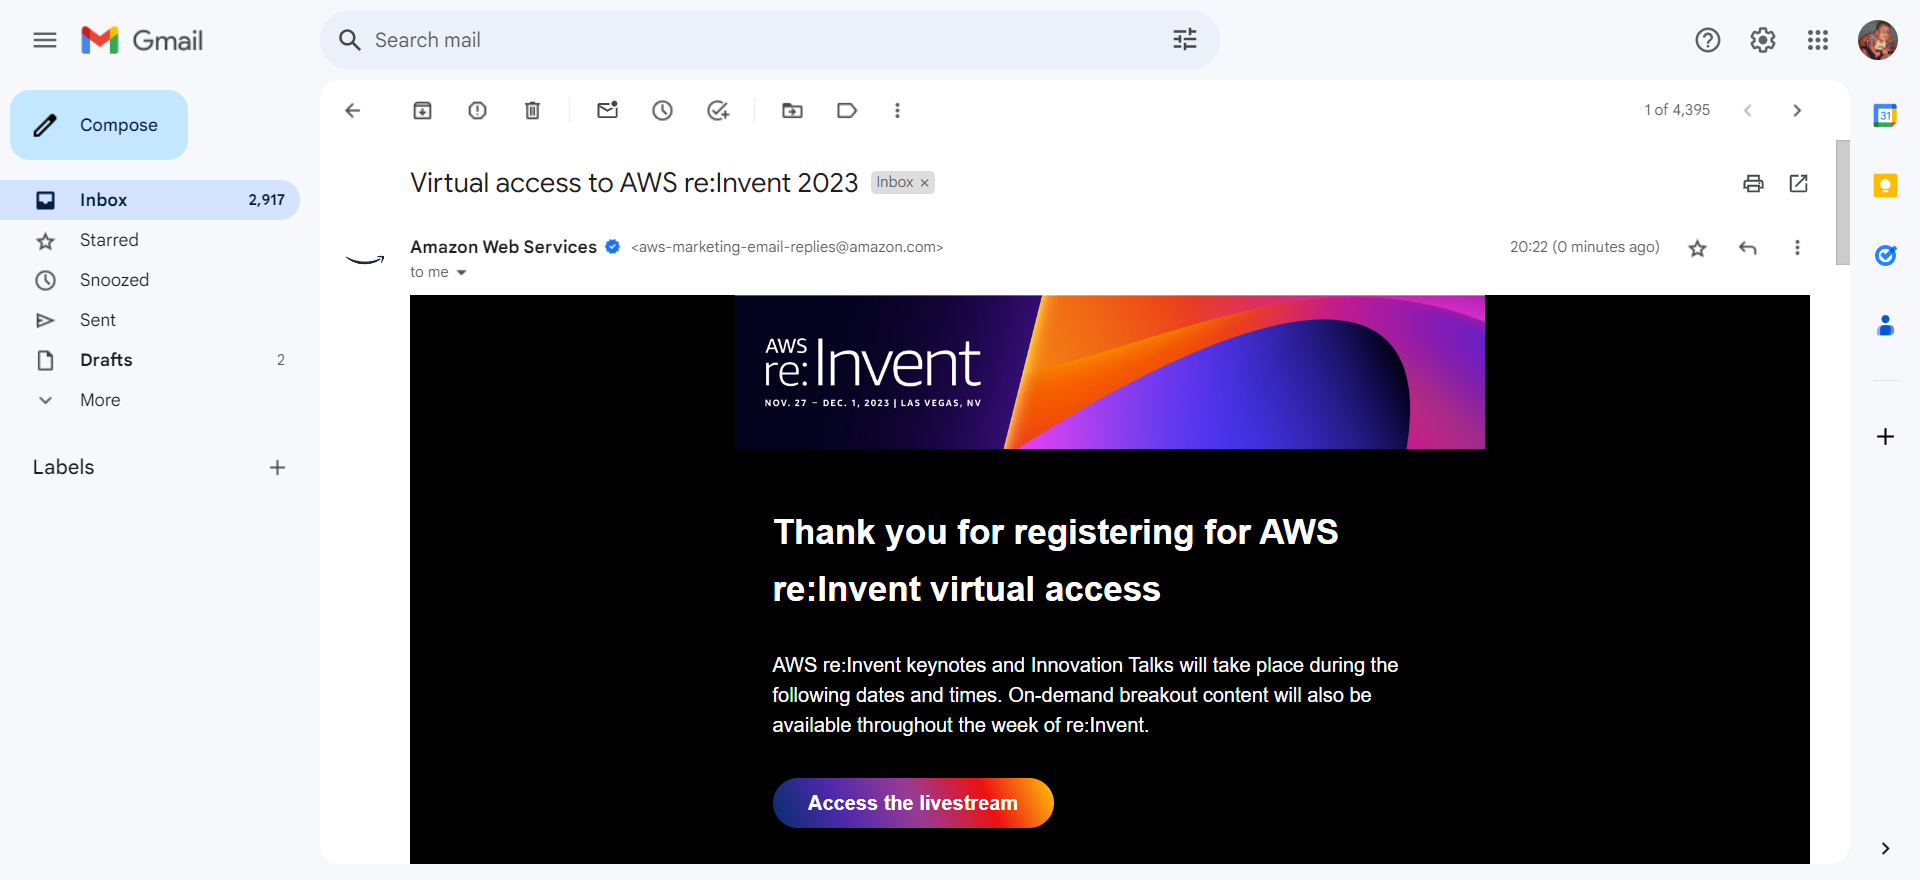 Gmail
Search mail
Compose
1 of 4,395
Inbox 2,917
Starred
Snoozed
Sent
Drafts 2
More
Labels
Virtual access to AWS re:Invent 2023 Inbox ×
Amazon Web Services <aws-marketing-email-replies@amazon.com> 20:22 (0 minutes ago)
to me
AWS
re:Invent
NOV. 27 – DEC. 1, 2023 | LAS VEGAS, NV
Thank you for registering for AWS
re:Invent virtual access
AWS re:Invent keynotes and Innovation Talks will take place during the
following dates and times. On-demand breakout content will also be
available throughout the week of re:Invent.
Access the livestream
31